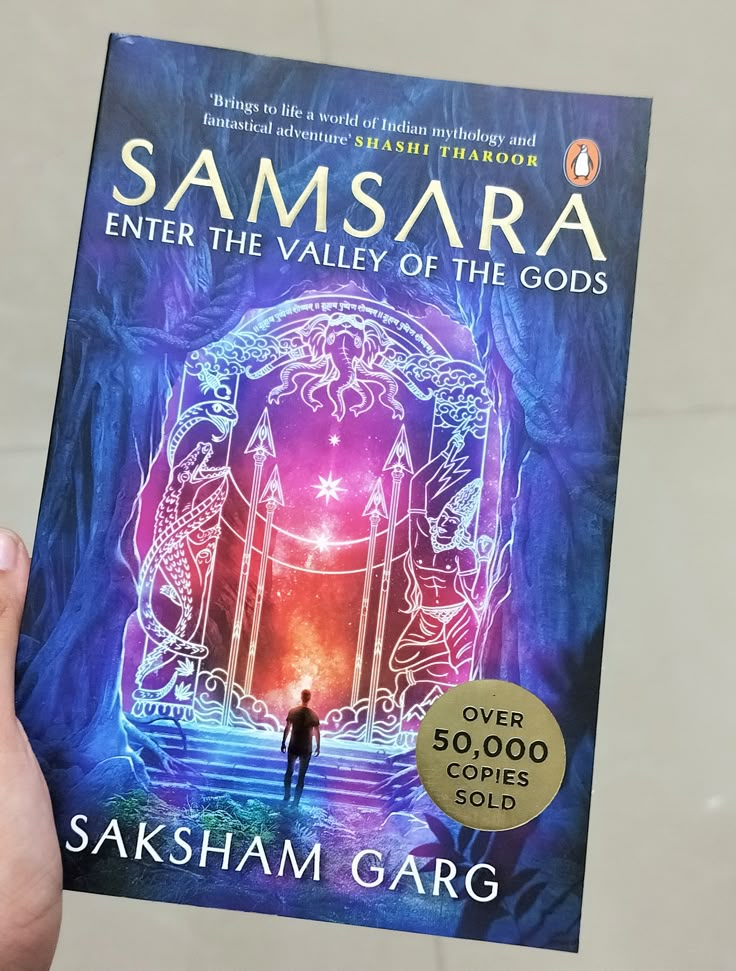 'Brings to life a world of Indian mythology and
fantastical adventure' SHASHI THAROOR
SAMSARA
ENTER THE VALLEY OF THE GODS
OVER
50,000
COPIES
SOLD
SAKSHAM GARG